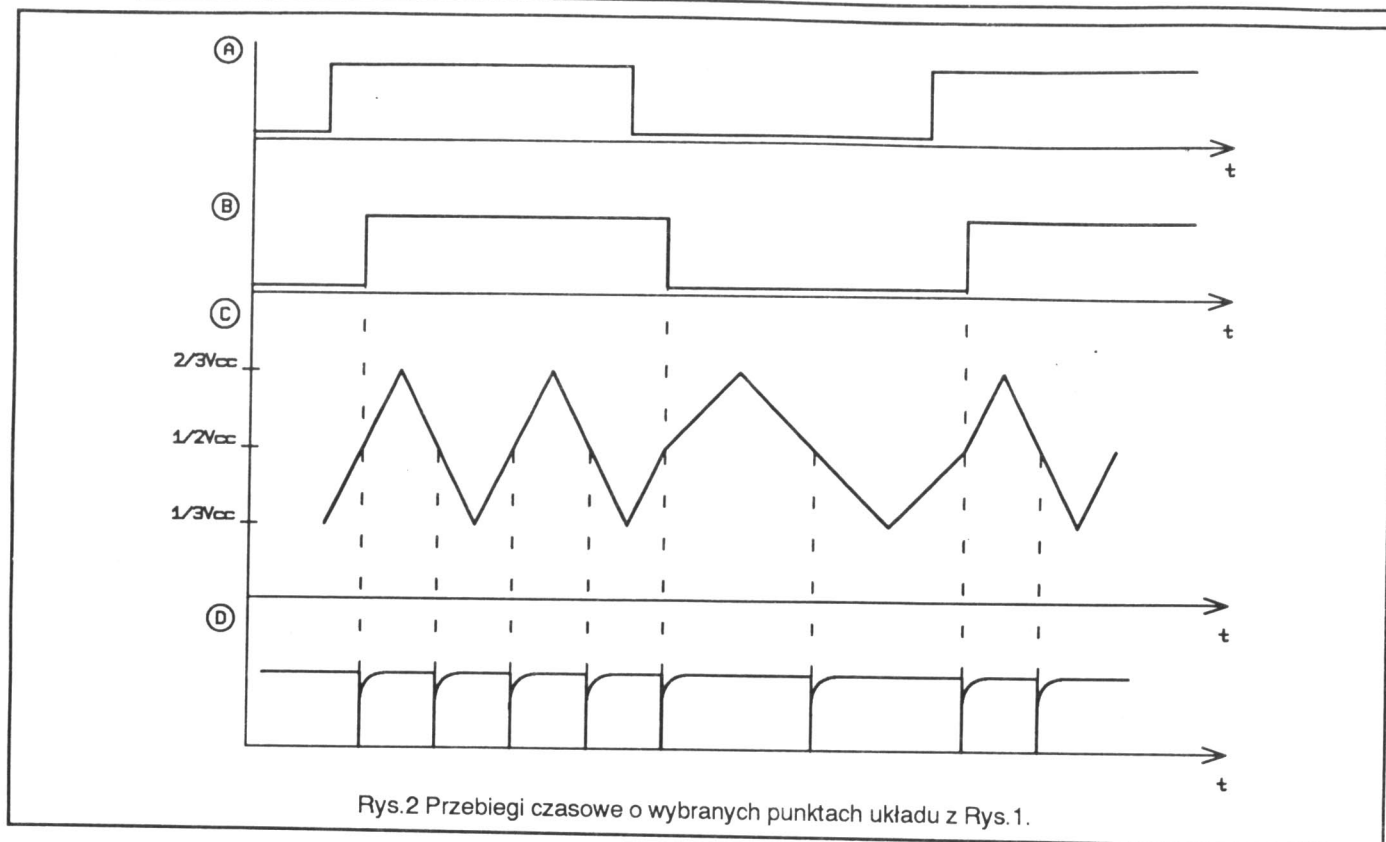 A
t
B
t
C
2/3Vcc
1/2Vcc
1/3Vcc
t
D
t
Rys.2 Przebiegi czasowe o wybranych punktach układu z Rys.1.